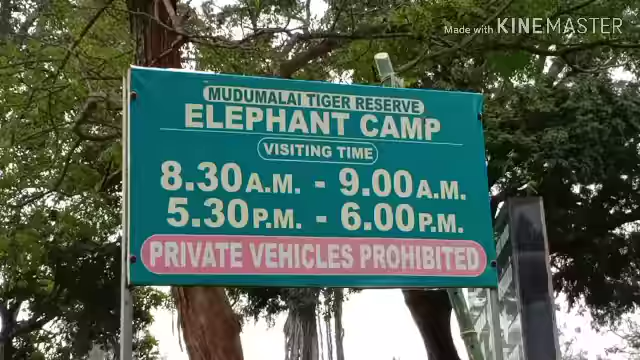 Made with KINEMASTER
MUDUMALAI TIGER RESERVE
ELEPHANT CAMP
VISITING TIME
8.30 A.M. - 9.00 A.M.
5.30 P.M. - 6.00 P.M.
PRIVATE VEHICLES PROHIBITED